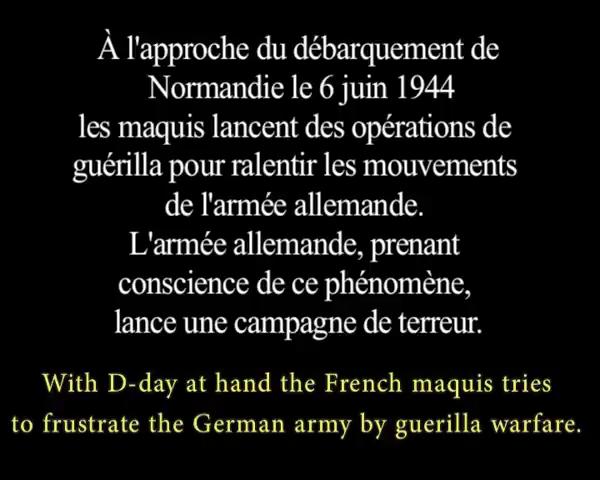 À l'approche du débarquement de
Normandie le 6 juin 1944
les maquis lancent des opérations de
guérilla pour ralentir les mouvements
de l'armée allemande.
L'armée allemande, prenant
conscience de ce phénomène,
lance une campagne de terreur.
With D-day at hand the French maquis tries
to frustrate the German army by guerilla warfare.